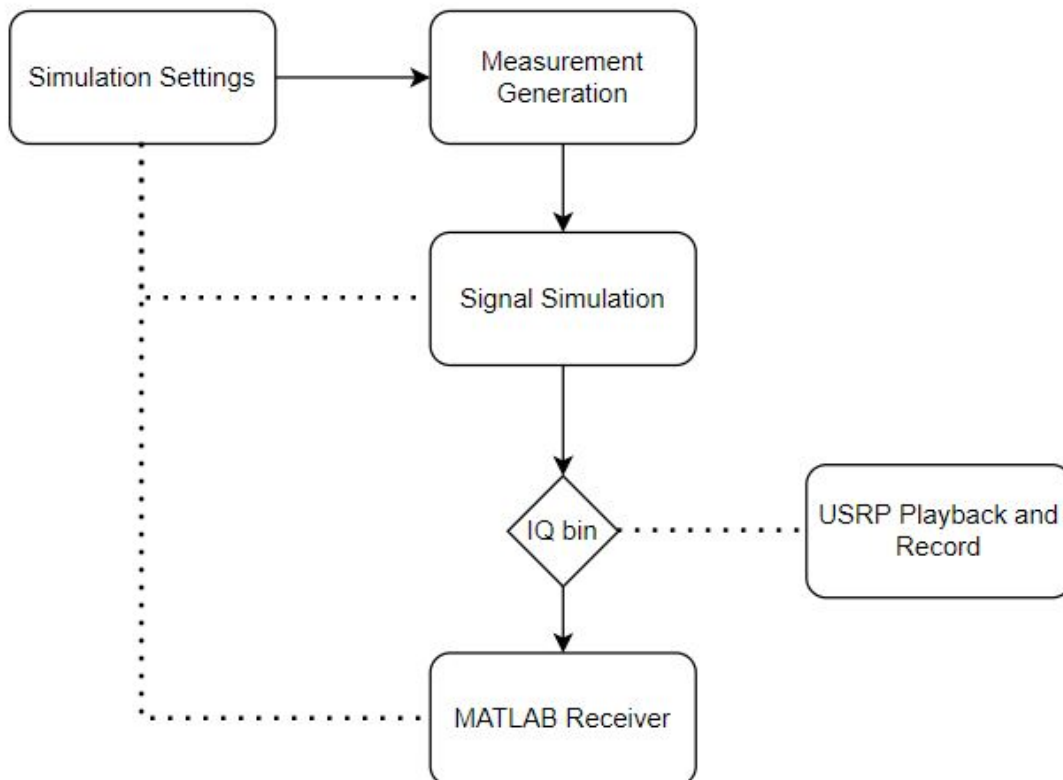 Simulation Settings
Measurement
Generation
Signal Simulation
IQ bin
USRP Playback and
Record
MATLAB Receiver